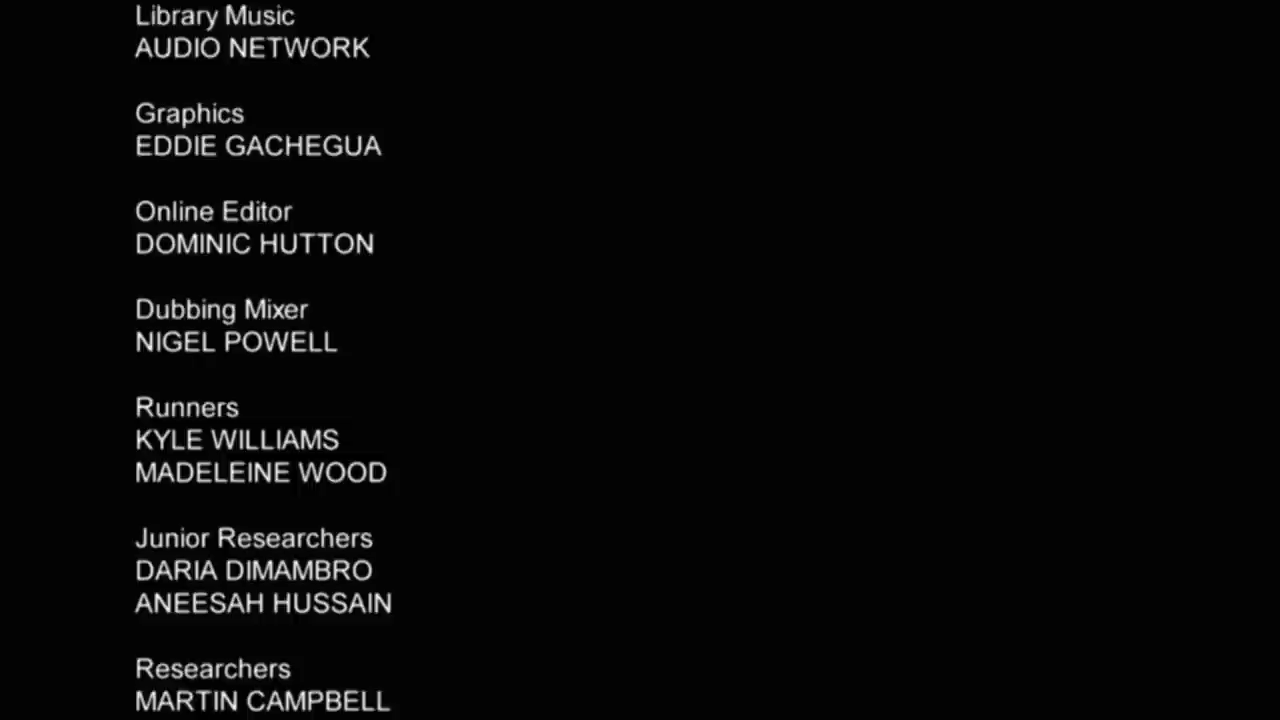 Library Music
AUDIO NETWORK
Graphics
EDDIE GACHEGUA
Online Editor
DOMINIC HUTTON
Dubbing Mixer
NIGEL POWELL
Runners
KYLE WILLIAMS
MADELEINE WOOD
Junior Researchers
DARIA DIMAMBRO
ANEESAH HUSSAIN
Researchers
MARTIN CAMPBELL